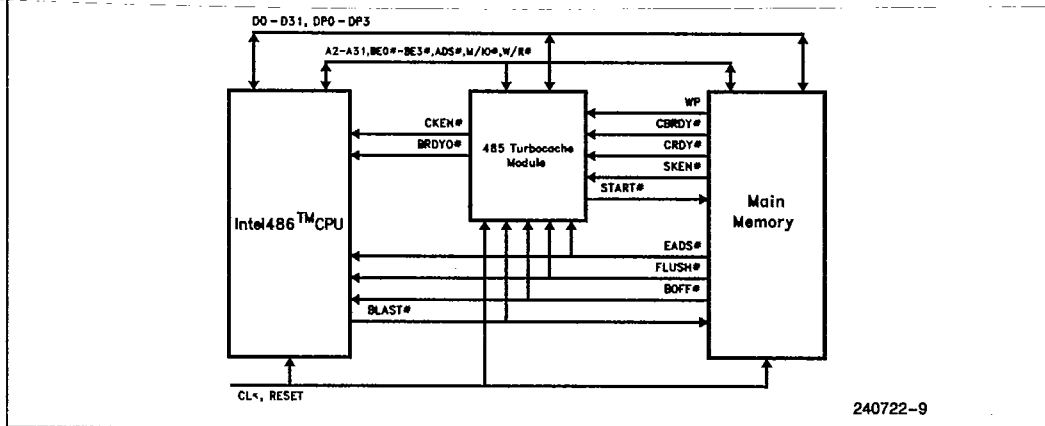 D0-D31, DP0-DP3
A2-A31,BE0#-BE3#,ADS#,M/IO#,W/R#
CKEN#
BRDYO#
485 Turbocache
Module
WP
CBRDY#
CRDY#
SKEN#
START#
Intel486™CPU
Main
Memory
EADS#
FLUSH#
BOFF#
BLAST#
CLK, RESET
240722-9